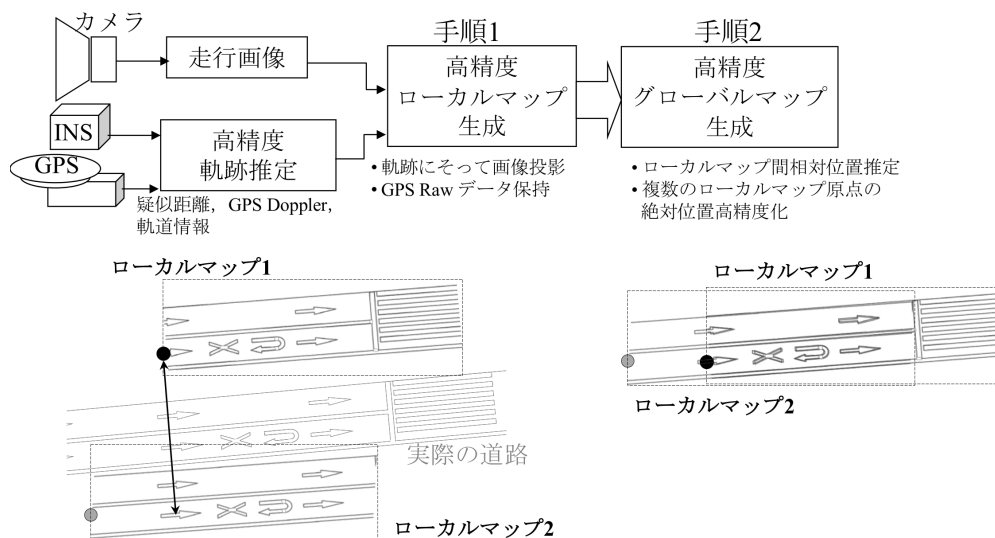 カメラ
走行画像
INS
GPS
高精度
軌跡推定
疑似距離，GPS Doppler，
軌道情報
手順1
高精度
ローカルマップ
生成
・軌跡にそって画像投影
・GPS Raw データ保持
手順2
高精度
グローバルマップ
生成
・ローカルマップ間相対位置推定
・複数のローカルマップ原点の
絶対位置高精度化
ローカルマップ1
実際の道路
ローカルマップ2
ローカルマップ1
ローカルマップ2